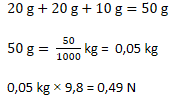 20 g + 20 g + 10 g = 50 g
50 g = 50/1000 kg = 0,05 kg
0,05 kg × 9,8 = 0,49 N